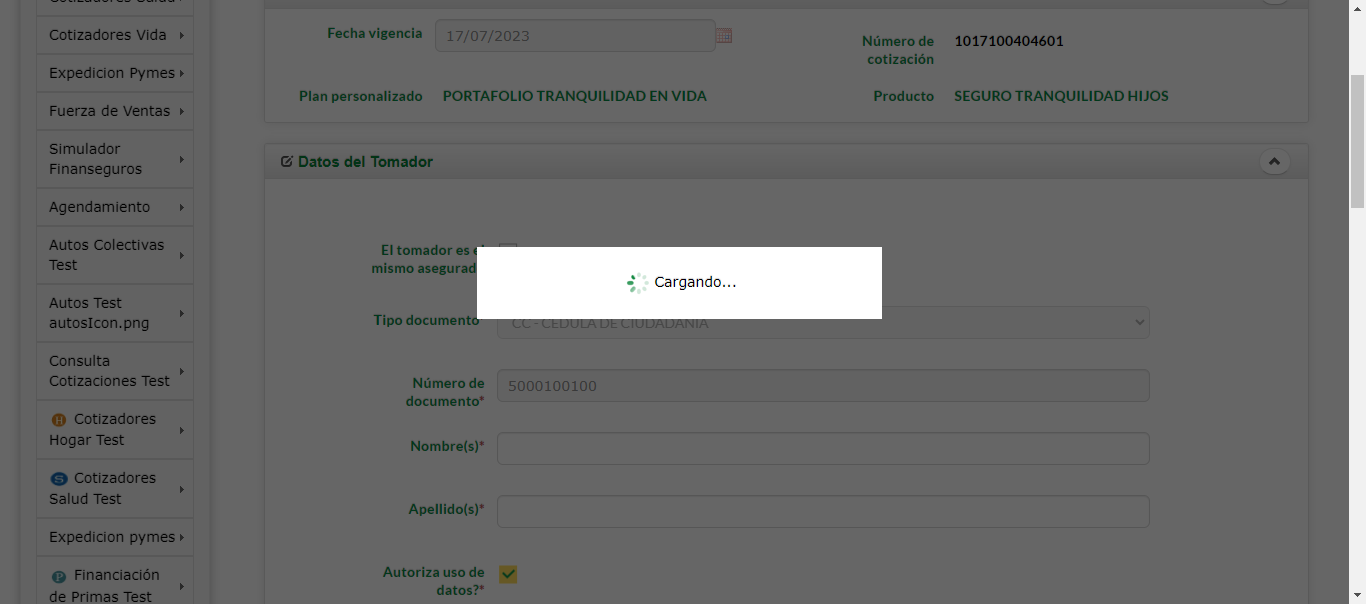 Cotizadores Salud
Cotizadores Vida
Expedicion Pymes
Fuerza de Ventas
Simulador
Finanseguros
Agendamiento
Autos Colectivas
Test
Autos Test
autosIcon.png
Consulta
Cotizaciones Test
H Cotizadores
Hogar Test
S Cotizadores
Salud Test
Expedicion pymes
P Financiación
de Primas Test
Fecha vigencia 17/07/2023
Número de
cotización 1017100404601
Plan personalizado PORTAFOLIO TRANQUILIDAD EN VIDA
Producto SEGURO TRANQUILIDAD HIJOS
Datos del Tomador
El tomador es el
mismo asegurad
Cargando...
Tipo documento CC - CEDULA DE CIUDADANIA
Número de
documento* 5000100100
Nombre(s)*
Apellido(s)*
Autoriza uso de
datos?*